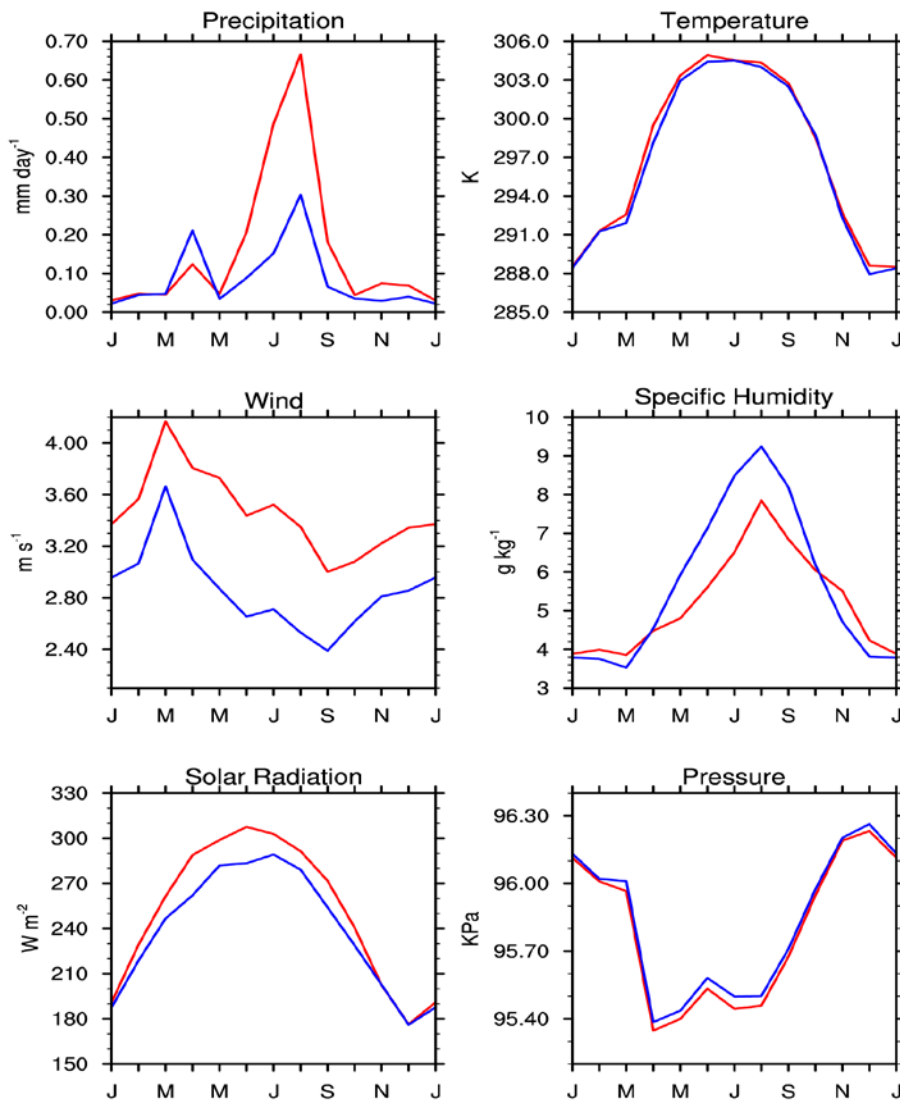 Precipitation
mm day-1
0.70
0.60
0.50
0.40
0.30
0.20
0.10
0.00
J M M J S N J
Temperature
K
306.0
303.0
300.0
297.0
294.0
291.0
288.0
285.0
J M M J S N J
Wind
m s-1
4.00
3.60
3.20
2.80
2.40
J M M J S N J
Specific Humidity
g kg-1
10
9
8
7
6
5
4
3
J M M J S N J
Solar Radiation
W m-2
330
300
270
240
210
180
150
J M M J S N J
Pressure
KPa
96.30
96.00
95.70
95.40
J M M J S N J